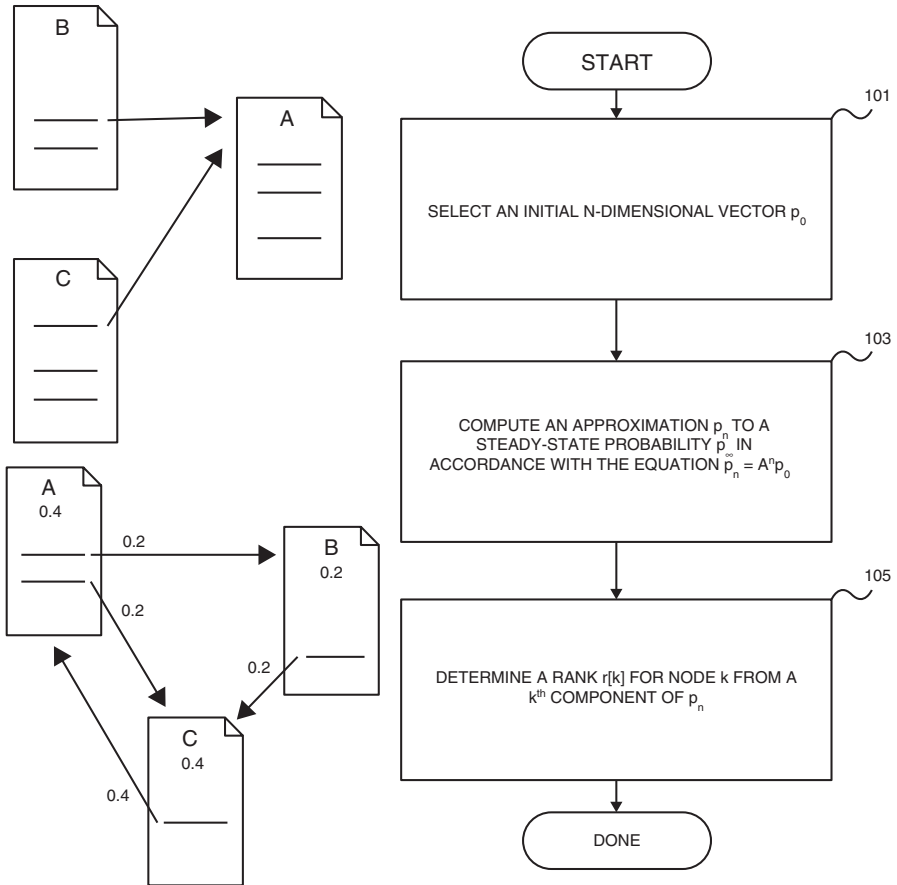 B
A
C
A
0.4
0.2
B
0.2
0.2
0.2
C
0.4
0.4
START
101
SELECT AN INITIAL N-DIMENSIONAL VECTOR p₀
103
COMPUTE AN APPROXIMATION pₙ TO A
STEADY-STATE PROBABILITY p∞ IN
ACCORDANCE WITH THE EQUATION pₙ = Aⁿp₀
105
DETERMINE A RANK r[k] FOR NODE k FROM A
kᵗʰ COMPONENT OF pₙ
DONE